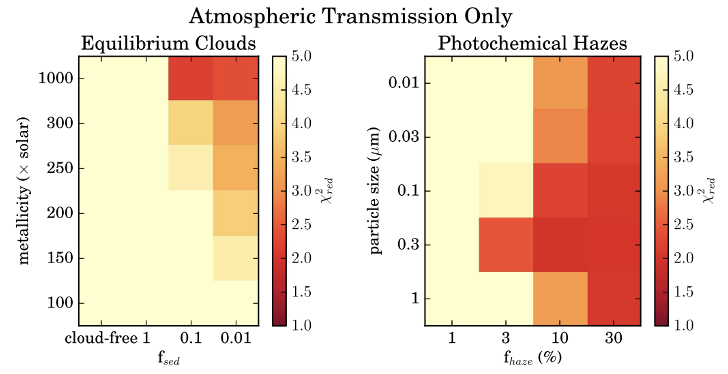 Atmospheric Transmission Only
Equilibrium Clouds
Photochemical Hazes
metallicity (× solar)
1000
300
250
200
150
100
cloud-free 1 0.1 0.01
f_sed
5.0
4.5
4.0
3.5
3.0
2.5
2.0
1.5
1.0
χ²_red
particle size (μm)
0.01
0.03
0.1
0.3
1
1 3 10 30
f_haze (%)
5.0
4.5
4.0
3.5
3.0
2.5
2.0
1.5
1.0
χ²_red